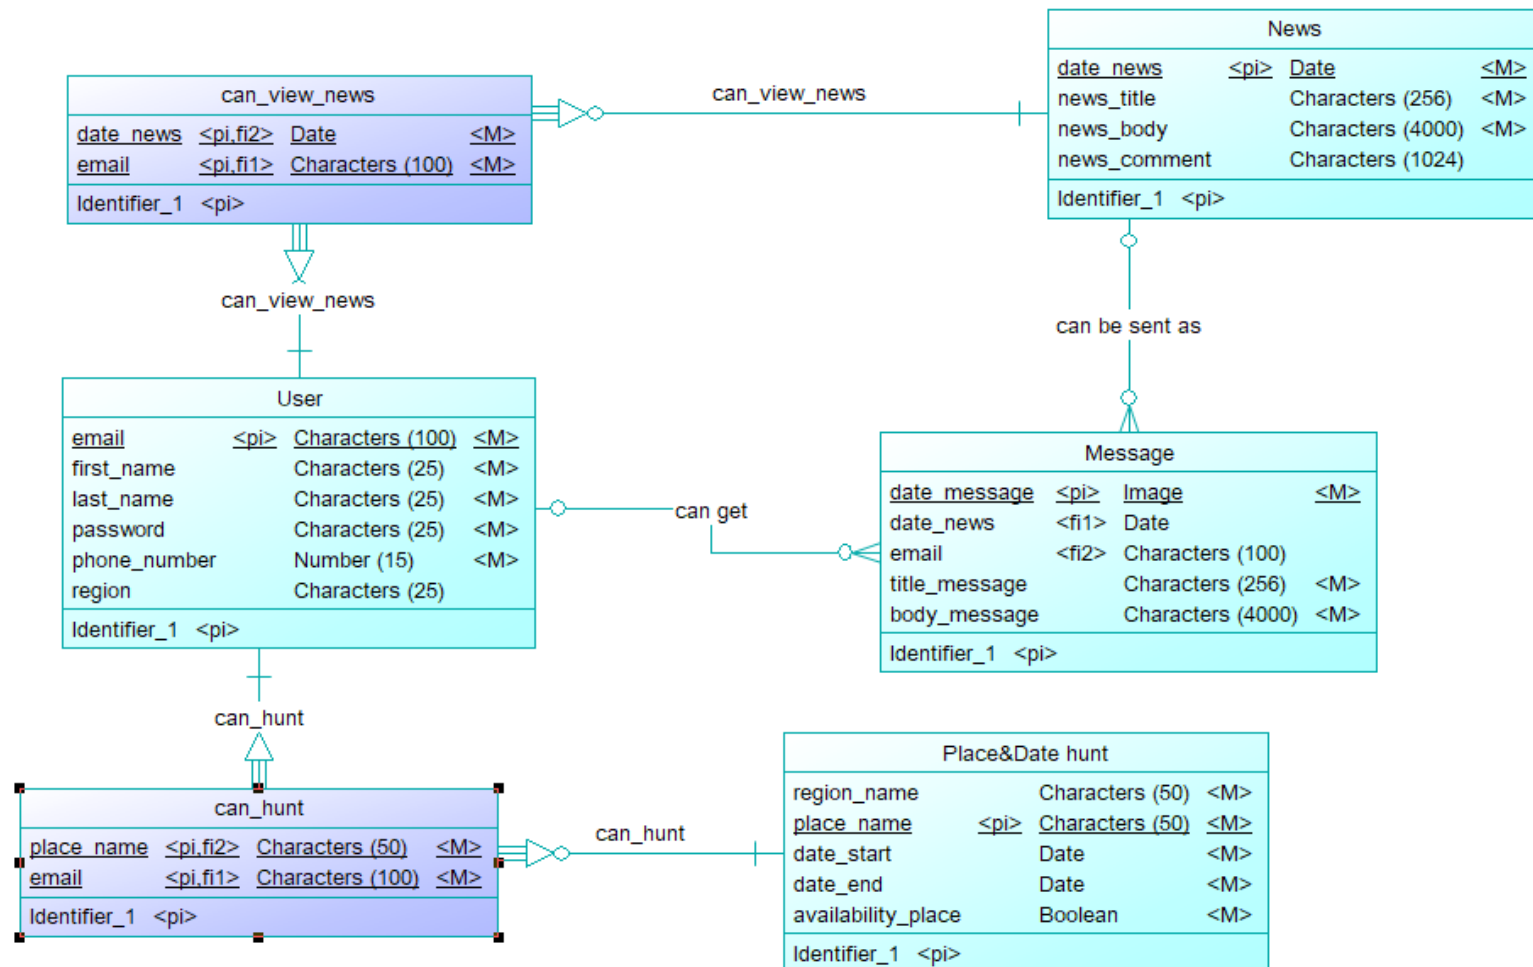 News
date_news <pi> Date <M>
news_title Characters (256) <M>
news_body Characters (4000) <M>
news_comment Characters (1024)
Identifier_1 <pi>
can_view_news
can_view_news
date_news <pi,fi2> Date <M>
email <pi,fi1> Characters (100) <M>
Identifier_1 <pi>
can_view_news
can be sent as
User
email <pi> Characters (100) <M>
first_name Characters (25) <M>
last_name Characters (25) <M>
password Characters (25) <M>
phone_number Number (15) <M>
region Characters (25)
Identifier_1 <pi>
can get
Message
date_message <pi> Image <M>
date_news <fi1> Date
email <fi2> Characters (100)
title_message Characters (256) <M>
body_message Characters (4000) <M>
Identifier_1 <pi>
can_hunt
can_hunt
place_name <pi,fi2> Characters (50) <M>
email <pi,fi1> Characters (100) <M>
Identifier_1 <pi>
can_hunt
Place&Date hunt
region_name Characters (50) <M>
place_name <pi> Characters (50) <M>
date_start Date <M>
date_end Date <M>
availability_place Boolean <M>
Identifier_1 <pi>